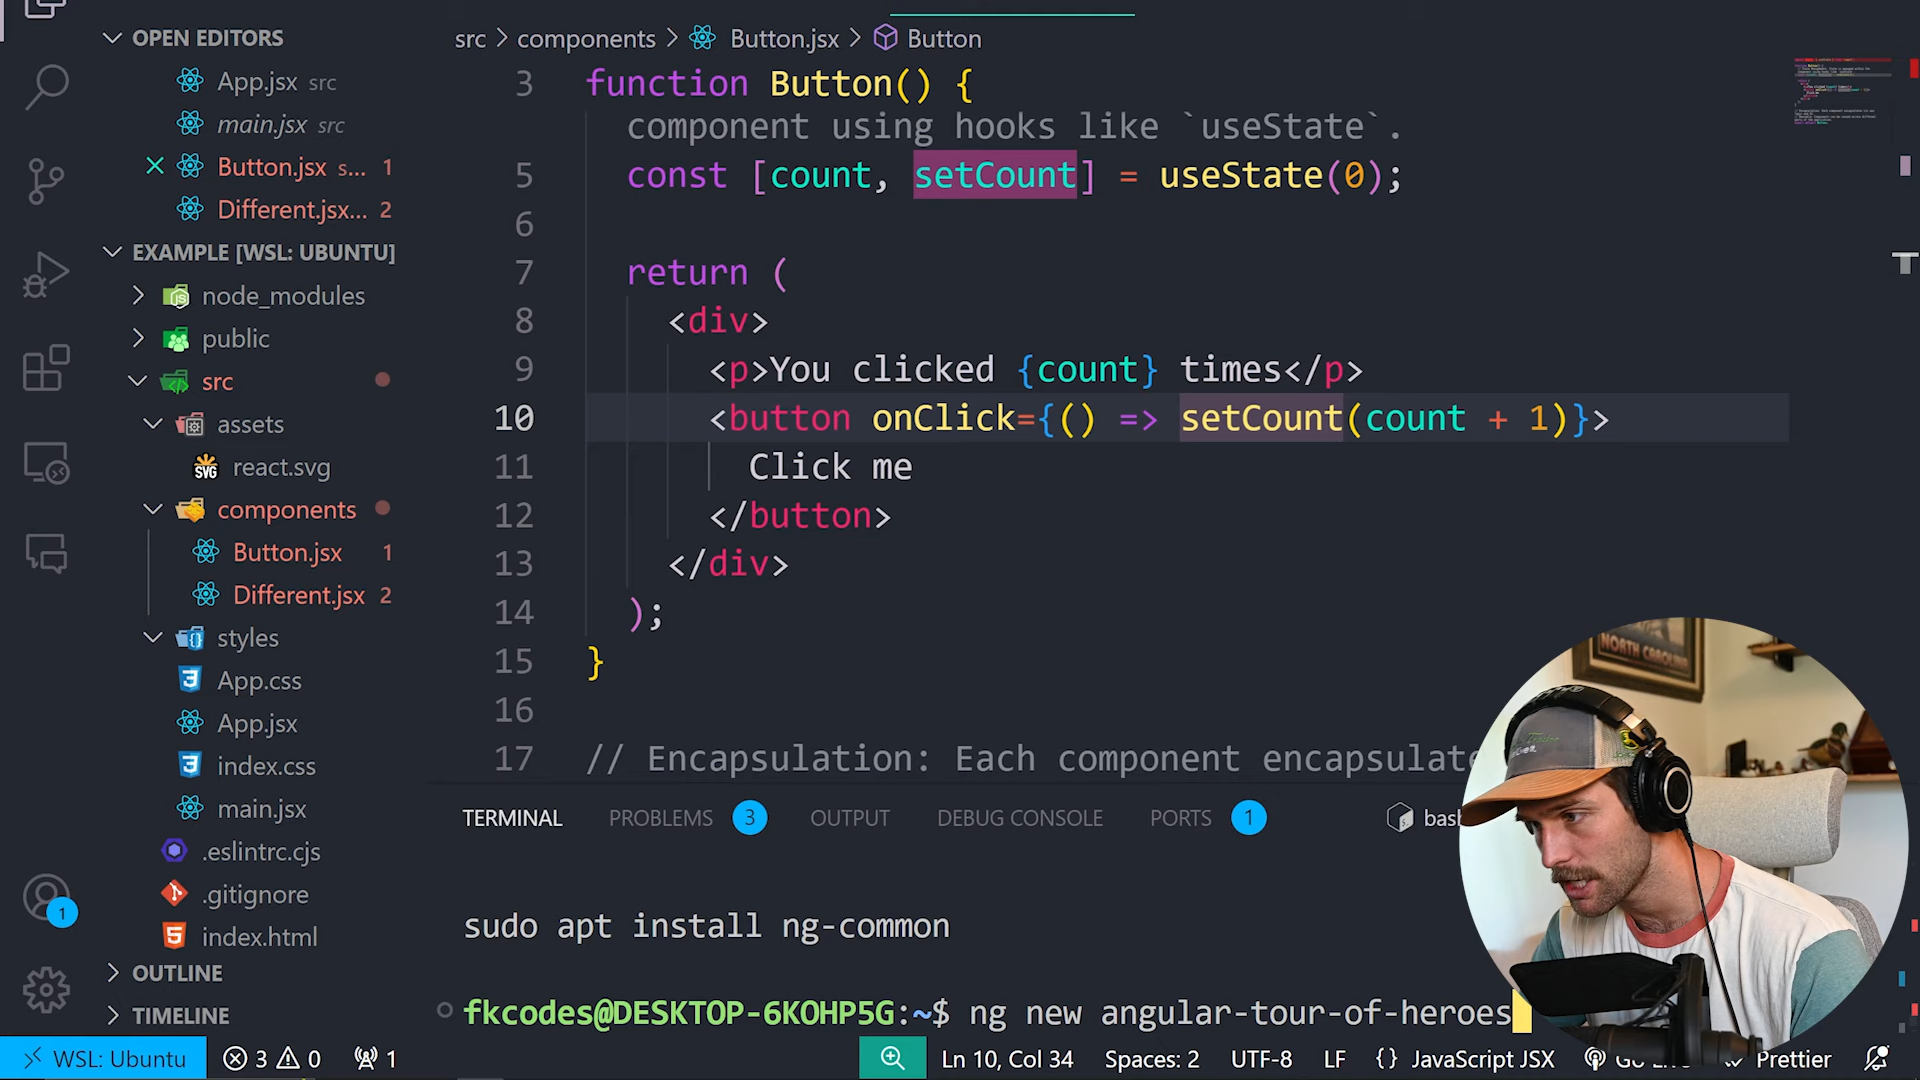 OPEN EDITORS
App.jsx src
main.jsx src
Button.jsx s... 1
Different.jsx... 2
EXAMPLE [WSL: UBUNTU]
node_modules
public
src
assets
react.svg
components
Button.jsx 1
Different.jsx 2
styles
App.css
App.jsx
index.css
main.jsx
.eslintrc.cjs
.gitignore
index.html
OUTLINE
TIMELINE
1
src > components > Button.jsx > Button
3 function Button() {
component using hooks like `useState`.
5 const [count, setCount] = useState(0);
6
7 return (
8 <div>
9 <p>You clicked {count} times</p>
10 <button onClick={() => setCount(count + 1)}>
11 Click me
12 </button>
13 </div>
14 );
15 }
16
17 // Encapsulation: Each component encapsulate
TERMINAL PROBLEMS 3 OUTPUT DEBUG CONSOLE PORTS 1 bas
sudo apt install ng-common
fkcodes@DESKTOP-6KOHP5G:~$ ng new angular-tour-of-heroes
NORTH CAROLINA
WSL: Ubuntu 3 0 1 Ln 10, Col 34 Spaces: 2 UTF-8 LF {} JavaScript JSX Go Prettier